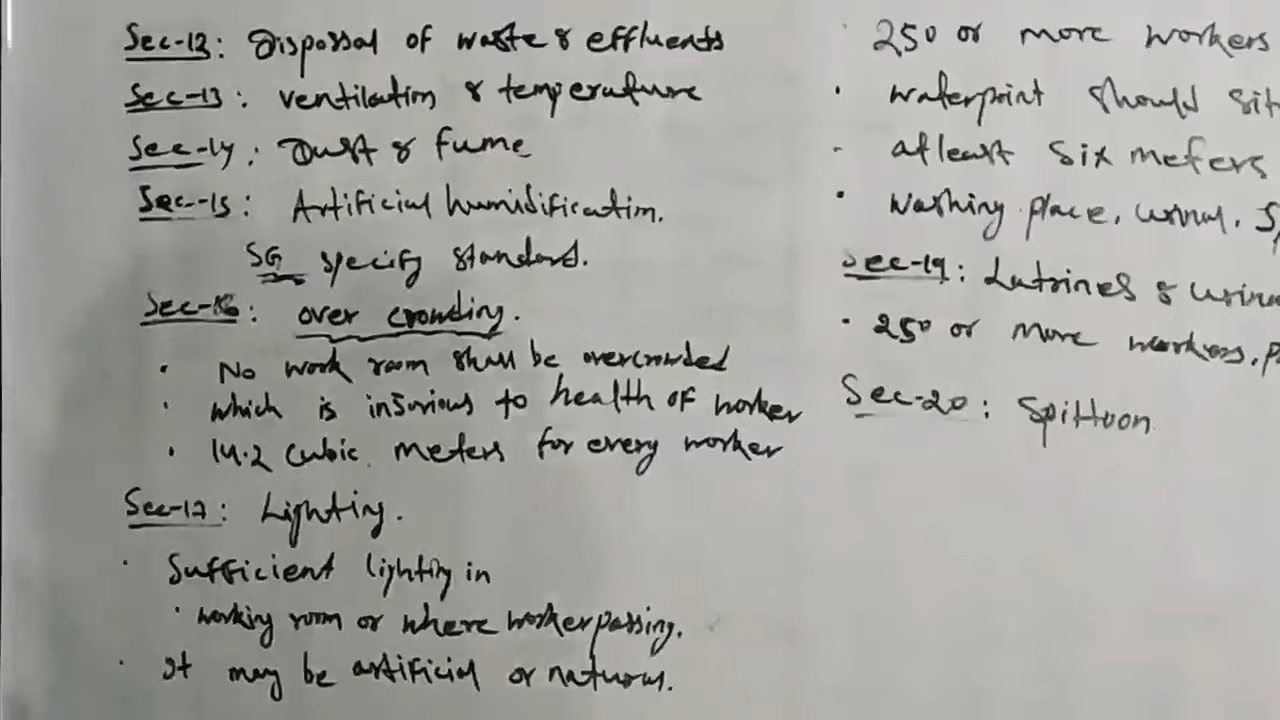 Sec-12: Disposal of waste & effluents
Sec-13: ventilation & temperature
Sec-14: Dust & fume
Sec-15: Artificial humidification.
SG specify standard.
Sec-16: over crowding.
· No work room shall be overcrowded
· which is injurious to health of worker
· 14.2 cubic meters for every worker
Sec-17: Lighting.
· Sufficient lighting in
· working room or where worker passing.
· It may be artificial or natural.
· 250 or more workers
· waterpoint should sit
- atleast six meters
· washing place, urinal, Sp
Sec-19: Latrines & urina
· 250 or more workers, p
Sec-20: Spittoon